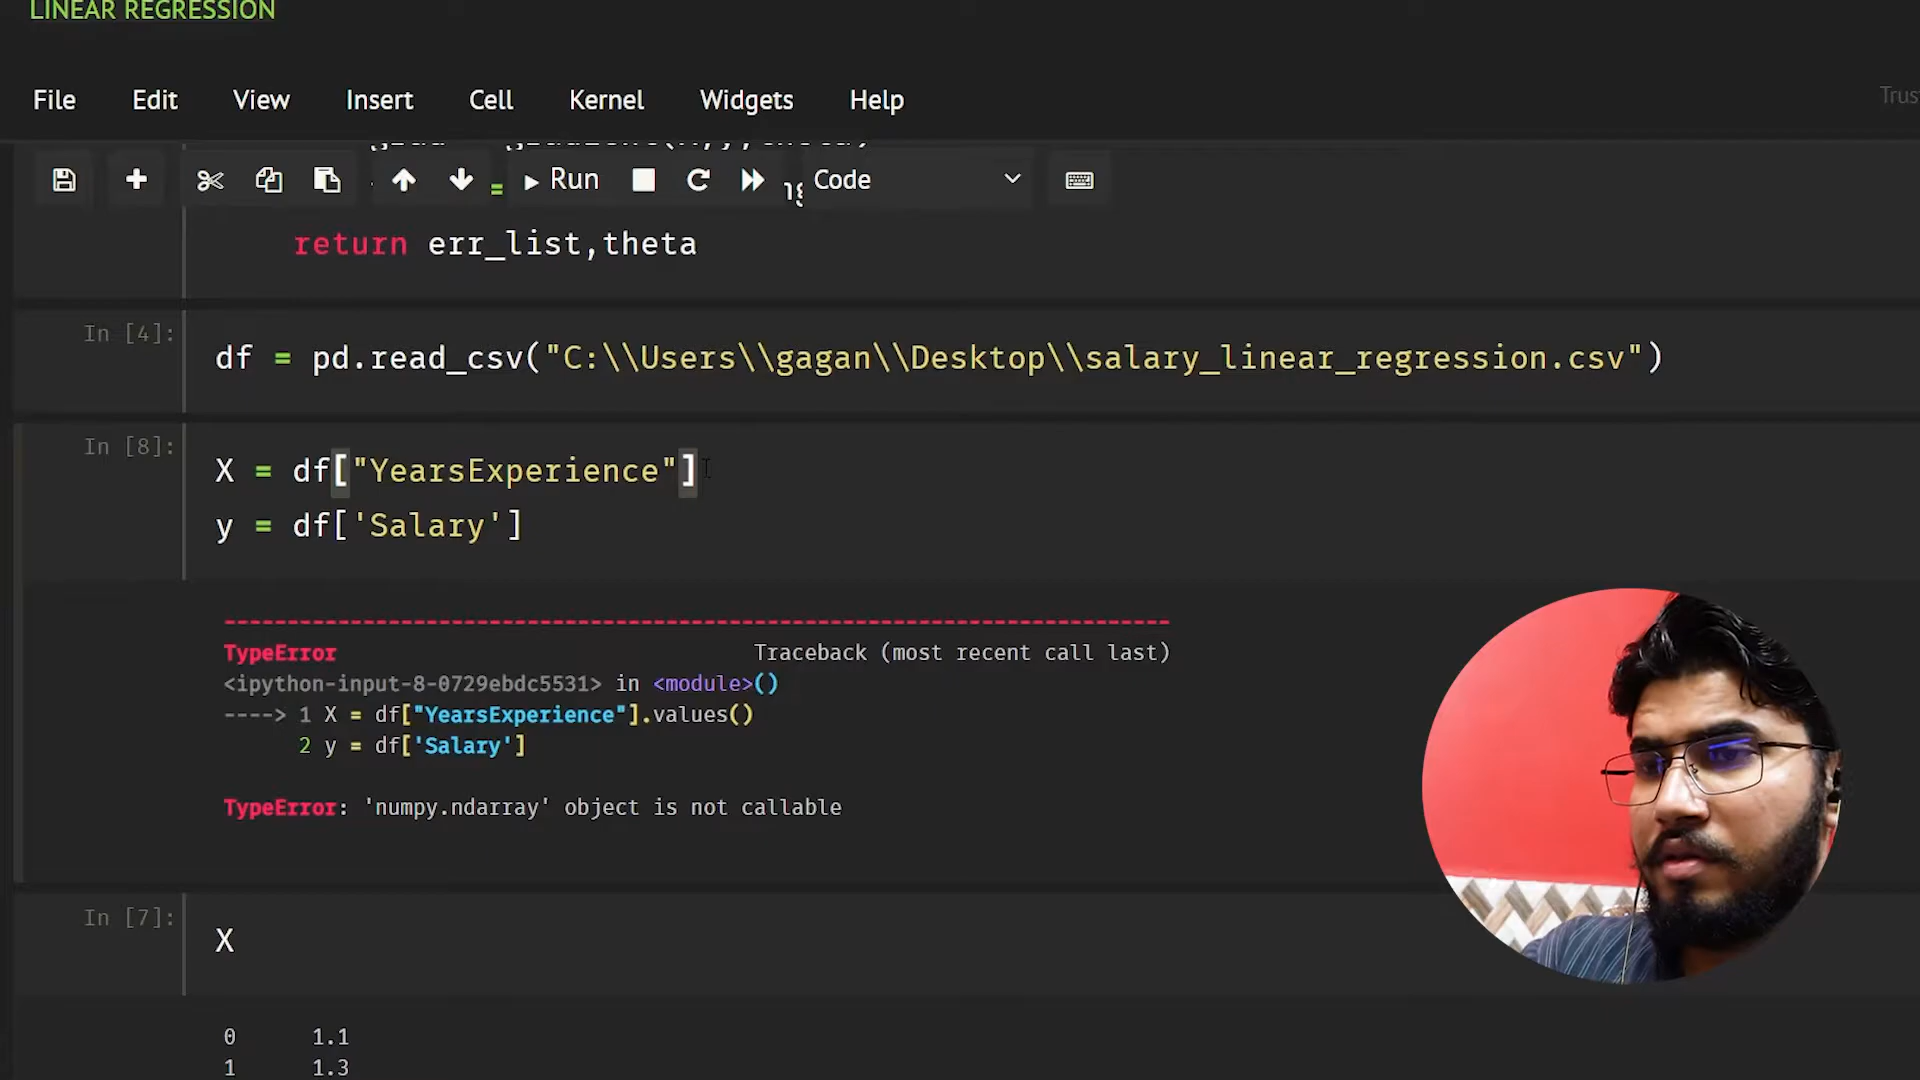 LINEAR REGRESSION
File Edit View Insert Cell Kernel Widgets Help
Run Code
return err_list,theta
In [4]:
df = pd.read_csv("C:\\Users\\gagan\\Desktop\\salary_linear_regression.csv")
In [8]:
X = df["YearsExperience"]
y = df['Salary']
---------------------------------------------------------------------------
TypeError Traceback (most recent call last)
<ipython-input-8-0729ebdc5531> in <module>()
----> 1 X = df["YearsExperience"].values()
2 y = df['Salary']
TypeError: 'numpy.ndarray' object is not callable
In [7]:
X
0 1.1
1 1.3